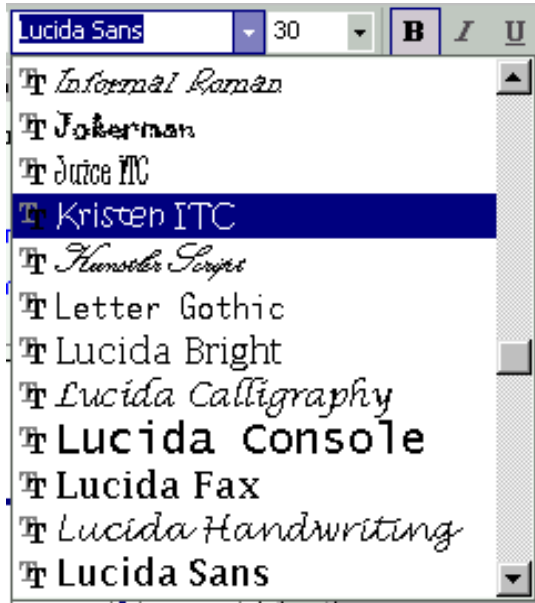 Lucida Sans 30 B I U
Informal Roman
Jokerman
Juice ITC
Kristen ITC
Kunstler Script
Letter Gothic
Lucida Bright
Lucida Calligraphy
Lucida Console
Lucida Fax
Lucida Handwriting
Lucida Sans